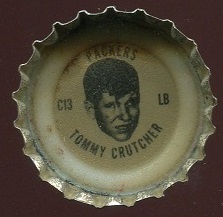 PACKERS
C13 LB
TOMMY CRUTCHER